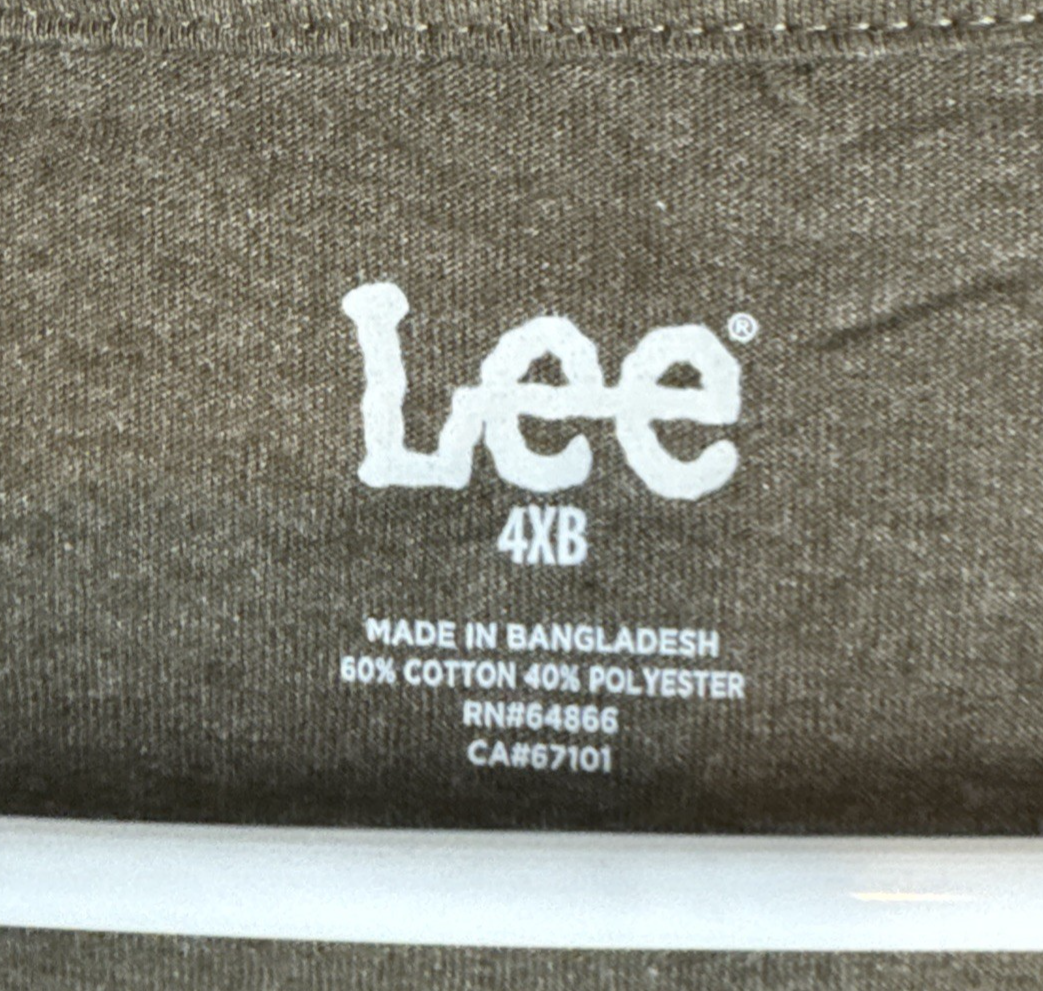 Lee®
4XB
MADE IN BANGLADESH
60% COTTON 40% POLYESTER
RN#64866
CA#67101